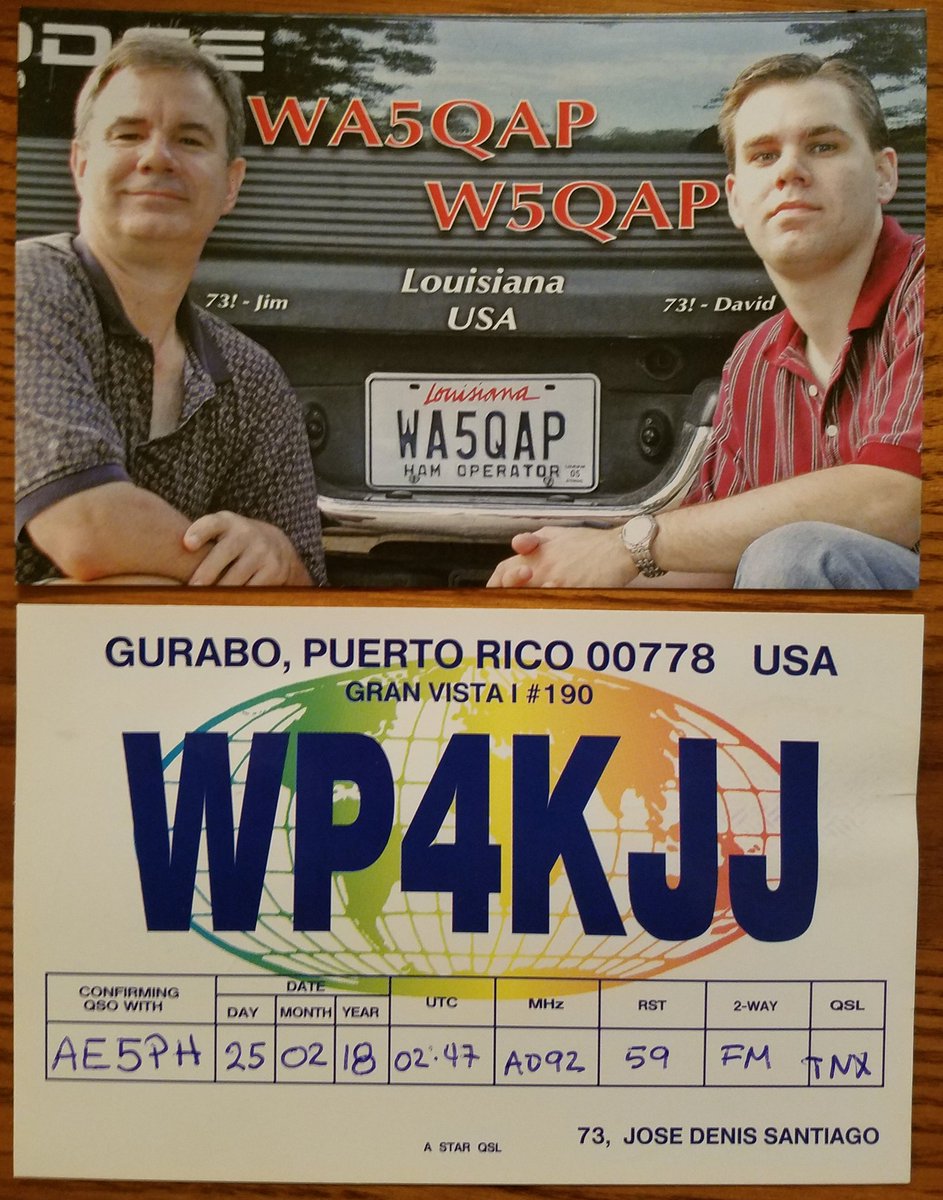 WA5QAP
W5QAP
Louisiana
USA
73! - Jim
73! - David
Louisiana
WA5QAP
HAM OPERATOR
05
GURABO, PUERTO RICO 00778 USA
GRAN VISTA I #190
WP4KJJ
CONFIRMING QSO WITH DATE DAY MONTH YEAR UTC MHz RST 2-WAY QSL
AE5PH 25 02 18 02:47 AO92 59 FM TNX
A STAR QSL
73, JOSE DENIS SANTIAGO